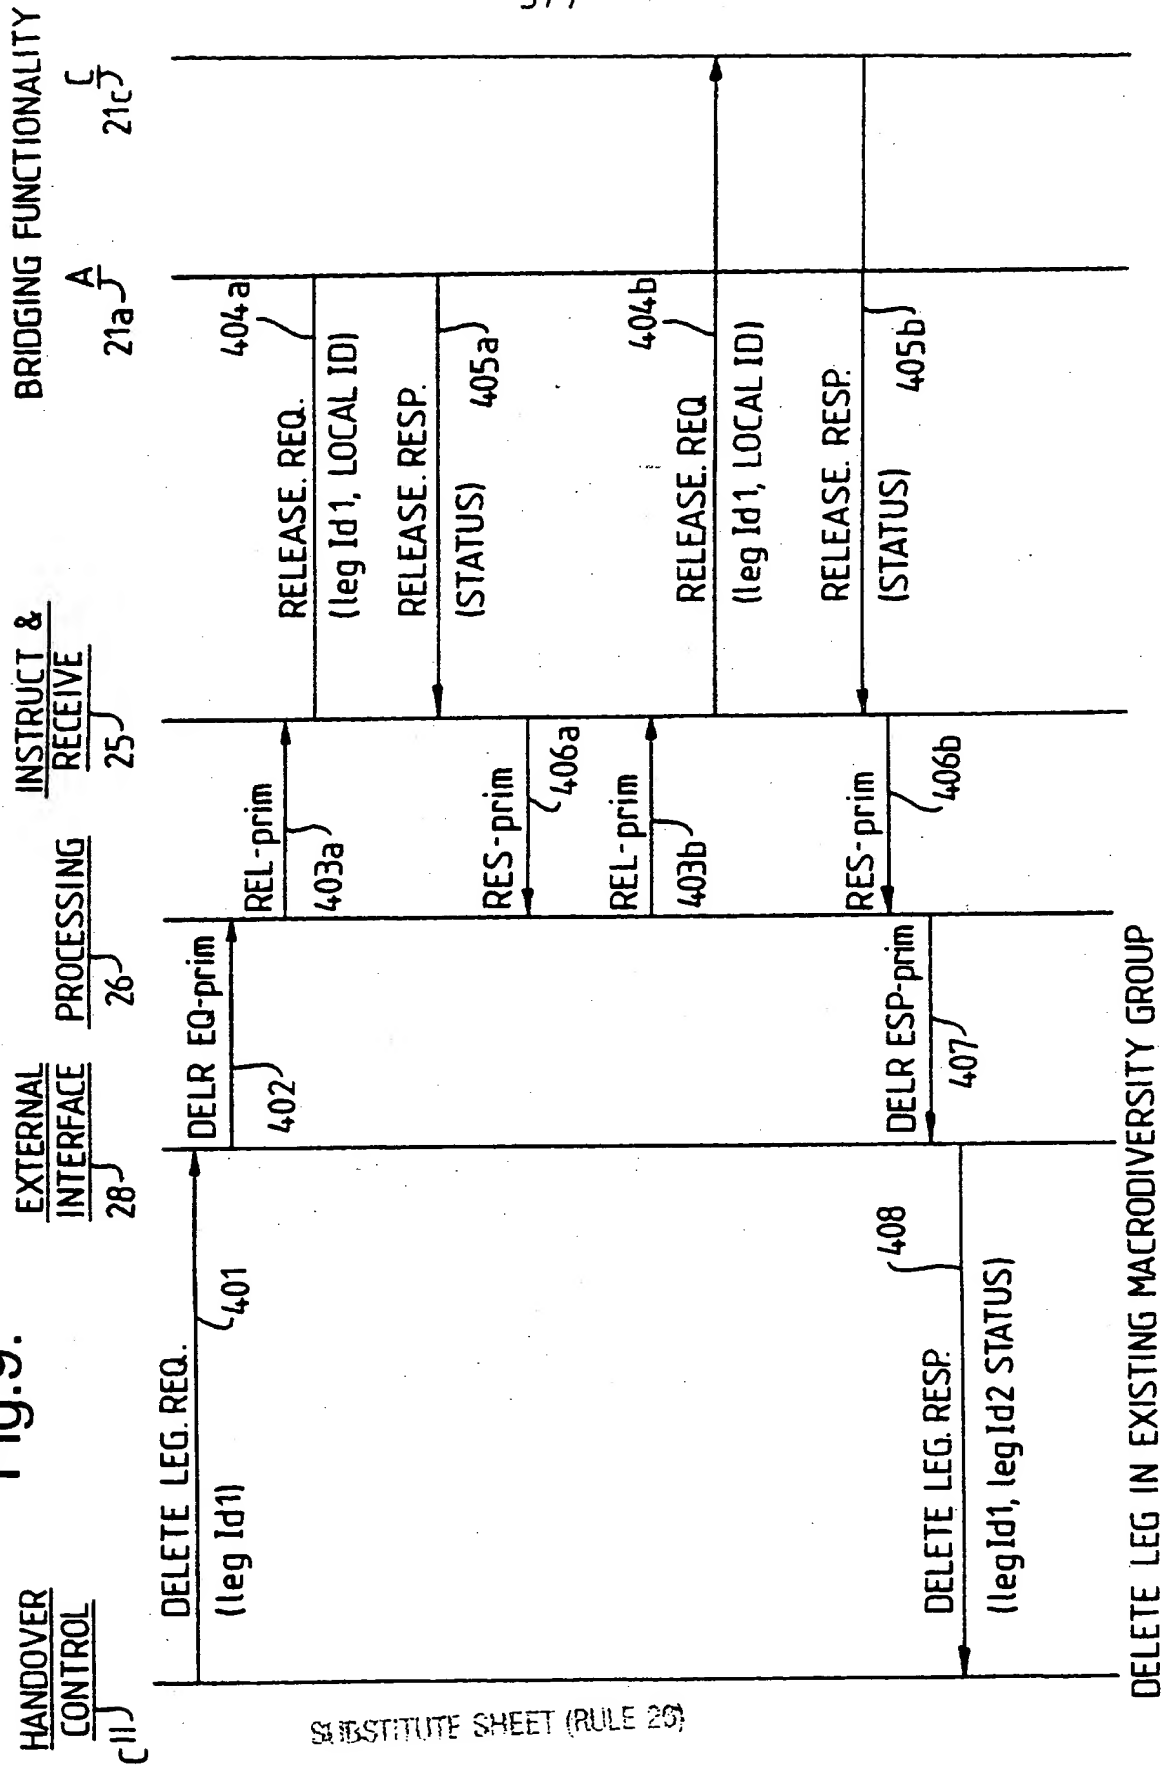 Fig.9.
HANDOVER
CONTROL
C"
EXTERNAL
INTERFACE
28
PROCESSING
26
INSTRUCT &
RECEIVE
25
BRIDGING FUNCTIONALITY
A
21a
C
21c
DELETE LEG. REQ.
(leg Id1)
401
DELR EQ-prim
402
REL-prim
403a
RELEASE. REQ.
(leg Id1, LOCAL ID)
404a
RELEASE. RESP.
(STATUS)
405a
RES-prim
406a
REL-prim
403b
RELEASE. REQ
(leg Id1, LOCAL ID)
404b
RELEASE. RESP.
(STATUS)
405b
RES-prim
406b
DELR ESP-prim
407
DELETE LEG. RESP.
(legId1, legId2 STATUS)
408
DELETE LEG IN EXISTING MACRODIVERSITY GROUP
SUBSTITUTE SHEET (RULE 26)